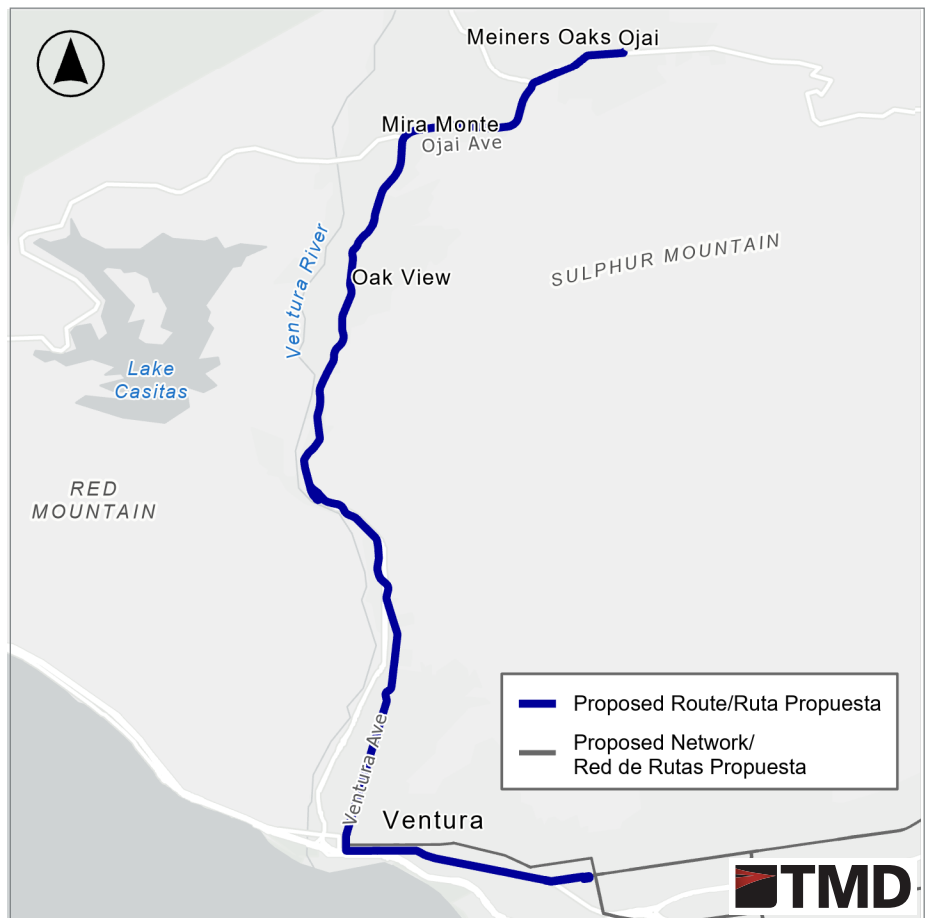 Meiners Oaks Ojai
Mira Monte
Ojai Ave
SULPHUR MOUNTAIN
Ventura River
Oak View
Lake
Casitas
RED
MOUNTAIN
Proposed Route/Ruta Propuesta
Proposed Network/
Red de Rutas Propuesta
Ventura Ave
Ventura
TMD